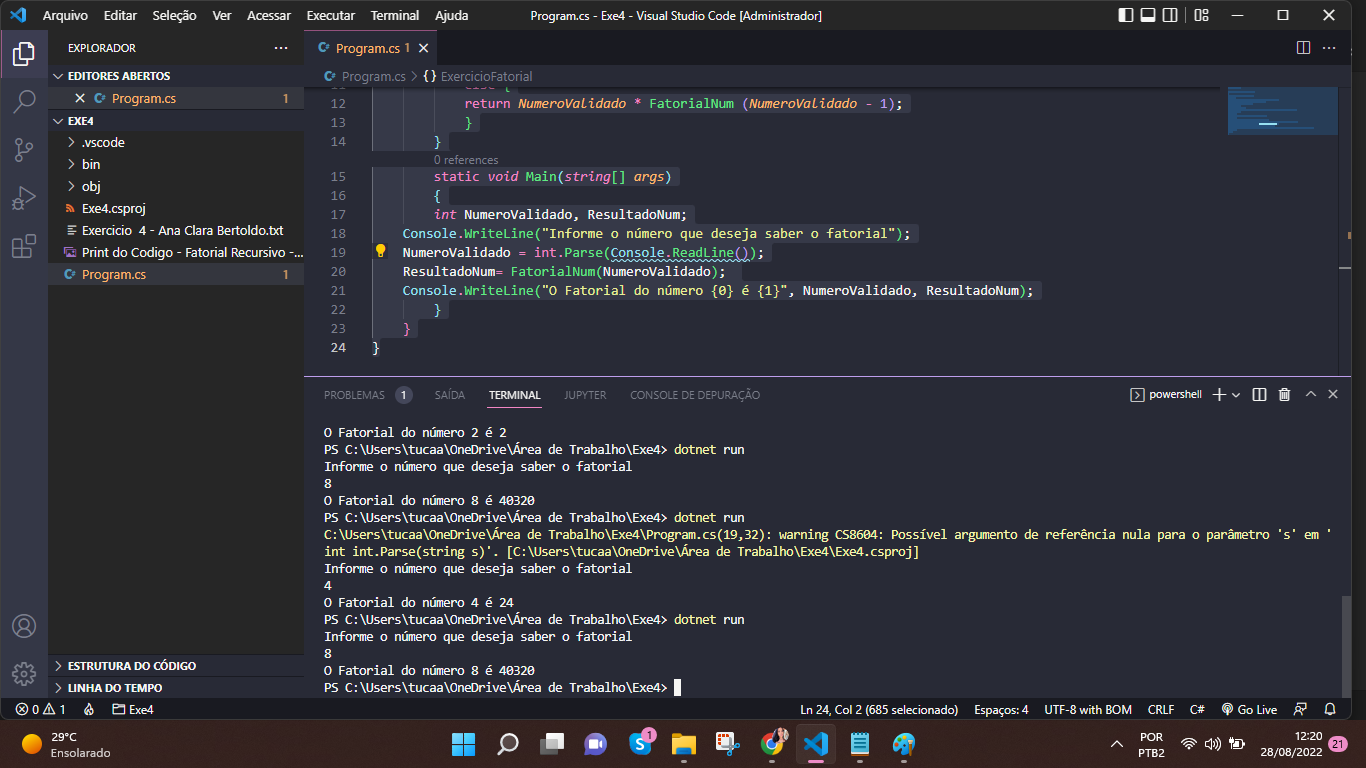 Arquivo Editar Seleção Ver Acessar Executar Terminal Ajuda Program.cs - Exe4 - Visual Studio Code [Administrador]
EXPLORADOR
EDITORES ABERTOS
Program.cs 1
EXE4
.vscode
bin
obj
Exe4.csproj
Exercicio 4 - Ana Clara Bertoldo.txt
Print do Codigo - Fatorial Recursivo -...
Program.cs 1
ESTRUTURA DO CÓDIGO
LINHA DO TEMPO
Program.cs 1
Program.cs > {} ExercicioFatorial
11 else {
12 return NumeroValidado * FatorialNum (NumeroValidado - 1);
13 }
14 }
0 references
15 static void Main(string[] args)
16 {
17 int NumeroValidado, ResultadoNum;
18 Console.WriteLine("Informe o número que deseja saber o fatorial");
19 NumeroValidado = int.Parse(Console.ReadLine());
20 ResultadoNum= FatorialNum(NumeroValidado);
21 Console.WriteLine("O Fatorial do número {0} é {1}", NumeroValidado, ResultadoNum);
22 }
23 }
24 }
PROBLEMAS 1 SAÍDA TERMINAL JUPYTER CONSOLE DE DEPURAÇÃO powershell
O Fatorial do número 2 é 2
PS C:\Users\tucaa\OneDrive\Área de Trabalho\Exe4> dotnet run
Informe o número que deseja saber o fatorial
8
O Fatorial do número 8 é 40320
PS C:\Users\tucaa\OneDrive\Área de Trabalho\Exe4> dotnet run
C:\Users\tucaa\OneDrive\Área de Trabalho\Exe4\Program.cs(19,32): warning CS8604: Possível argumento de referência nula para o parâmetro 's' em '
int int.Parse(string s)'. [C:\Users\tucaa\OneDrive\Área de Trabalho\Exe4\Exe4.csproj]
Informe o número que deseja saber o fatorial
4
O Fatorial do número 4 é 24
PS C:\Users\tucaa\OneDrive\Área de Trabalho\Exe4> dotnet run
Informe o número que deseja saber o fatorial
8
O Fatorial do número 8 é 40320
PS C:\Users\tucaa\OneDrive\Área de Trabalho\Exe4>
0 1 Exe4 Ln 24, Col 2 (685 selecionado) Espaços: 4 UTF-8 with BOM CRLF C# Go Live
29°C
Ensolarado
S 1
POR
PTB2
12:20
28/08/2022
21